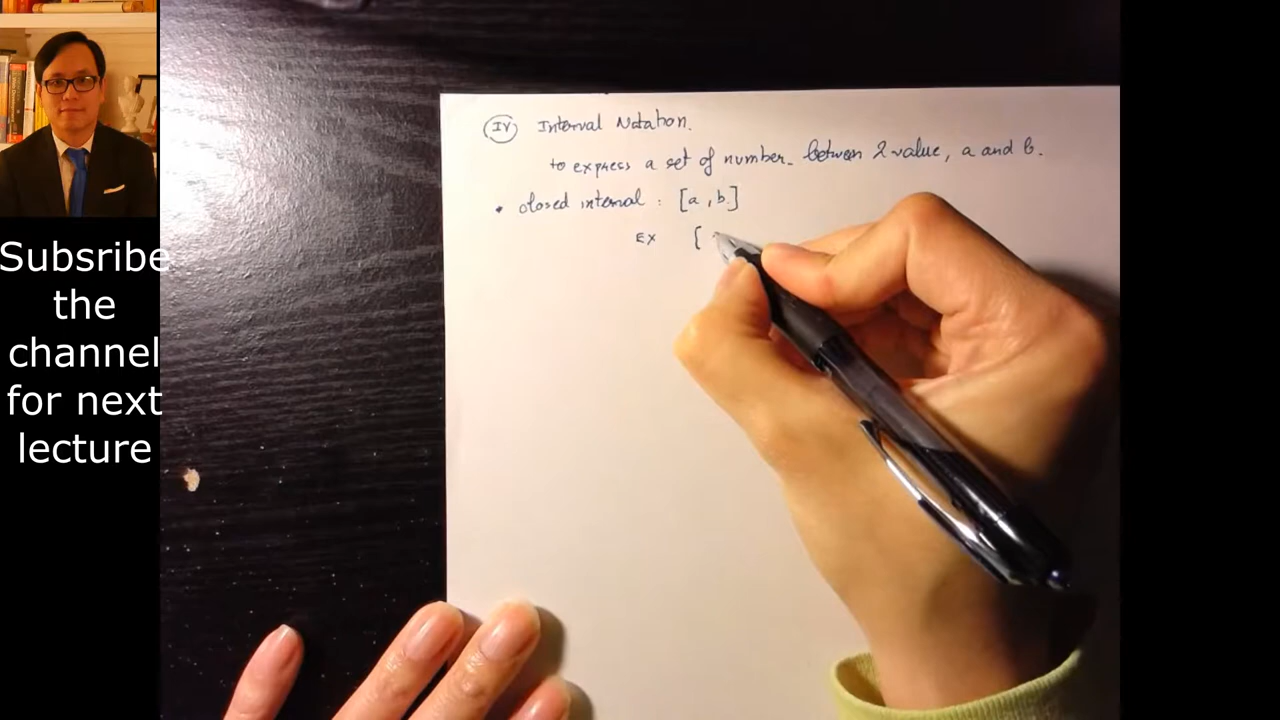 Subsribe
the
channel
for next
lecture
IV Interval Notation.
to express a set of number between 2 value, a and b.
• closed interval : [a, b]
EX {